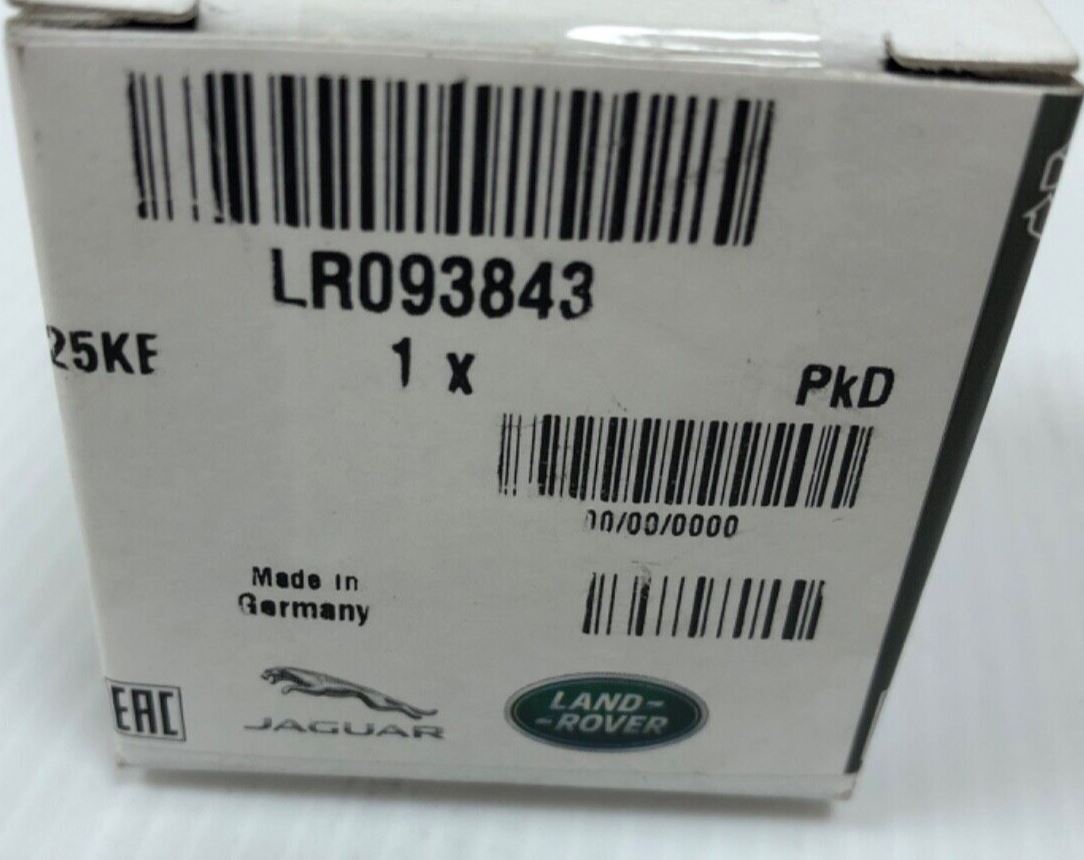 LR093843
25KE
1 x
PkD
00/00/0000
Made in
Germany
EAC
JAGUAR
LAND-
-ROVER